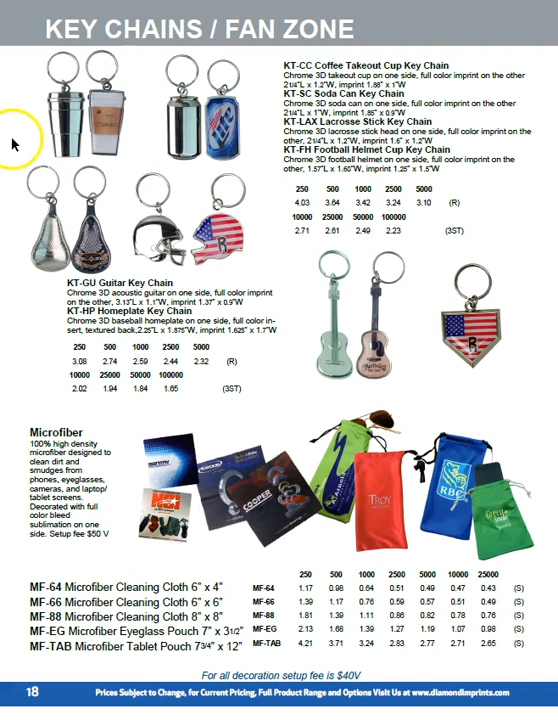 KEY CHAINS / FAN ZONE
KT-CC Coffee Takeout Cup Key Chain
Chrome 3D takeout cup on one side, full color imprint on the other
21/4"L x 1.2"W, imprint 1.86" x 1"W
KT-SC Soda Can Key Chain
Chrome 3D soda can on one side, full color imprint on the other
21/4"L x 1"W, imprint 1.85" x 0.9"W
KT-LAX Lacrosse Stick Key Chain
Chrome 3D lacrosse stick head on one side, full color imprint on the
other, 21/4"L x 1.2"W, imprint 1.6" x 1.2"W
KT-FH Football Helmet Cup Key Chain
Chrome 3D football helmet on one side, full color imprint on the
other, 1.57"L x 1.60"W, imprint 1.25" x 1.5"W
250 500 1000 2500 5000
4.03 3.64 3.42 3.24 3.10 (R)
10000 25000 50000 100000
2.71 2.61 2.49 2.23 (3ST)
R
KT-GU Guitar Key Chain
Chrome 3D acoustic guitar on one side, full color imprint
on the other, 3.13"L x 1.1"W, imprint 1.37" x 0.9"W
KT-HP Homeplate Key Chain
Chrome 3D baseball homeplate on one side, full color in-
sert, textured back,2.25"L x 1.875"W, imprint 1.625" x 1.7"W
250 500 1000 2500 5000
3.08 2.74 2.59 2.44 2.32 (R)
10000 25000 50000 100000
2.02 1.94 1.84 1.65 (3ST)
R
Microfiber
100% high density
microfiber designed to
clean dirt and
smudges from
phones, eyeglasses,
cameras, and laptop/
tablet screens.
Decorated with full
color bleed
sublimation on one
side. Setup fee $50 V
COOPER
TROY
RBC
250 500 1000 2500 5000 10000 25000
MF-64 Microfiber Cleaning Cloth 6" x 4" MF-64 1.17 0.98 0.64 0.51 0.49 0.47 0.43 (S)
MF-66 Microfiber Cleaning Cloth 6" x 6" MF-66 1.39 1.17 0.76 0.59 0.57 0.51 0.49 (S)
MF-88 Microfiber Cleaning Cloth 8" x 8" MF-88 1.81 1.39 1.11 0.86 0.82 0.78 0.76 (S)
MF-EG Microfiber Eyeglass Pouch 7" x 31/2" MF-EG 2.13 1.68 1.39 1.27 1.19 1.07 0.98 (S)
MF-TAB Microfiber Tablet Pouch 73/4" x 12" MF-TAB 4.21 3.71 3.24 2.83 2.77 2.71 2.65 (S)
For all decoration setup fee is $40V
18 Prices Subject to Change, for Current Pricing, Full Product Range and Options Visit Us at www.diamondimprints.com